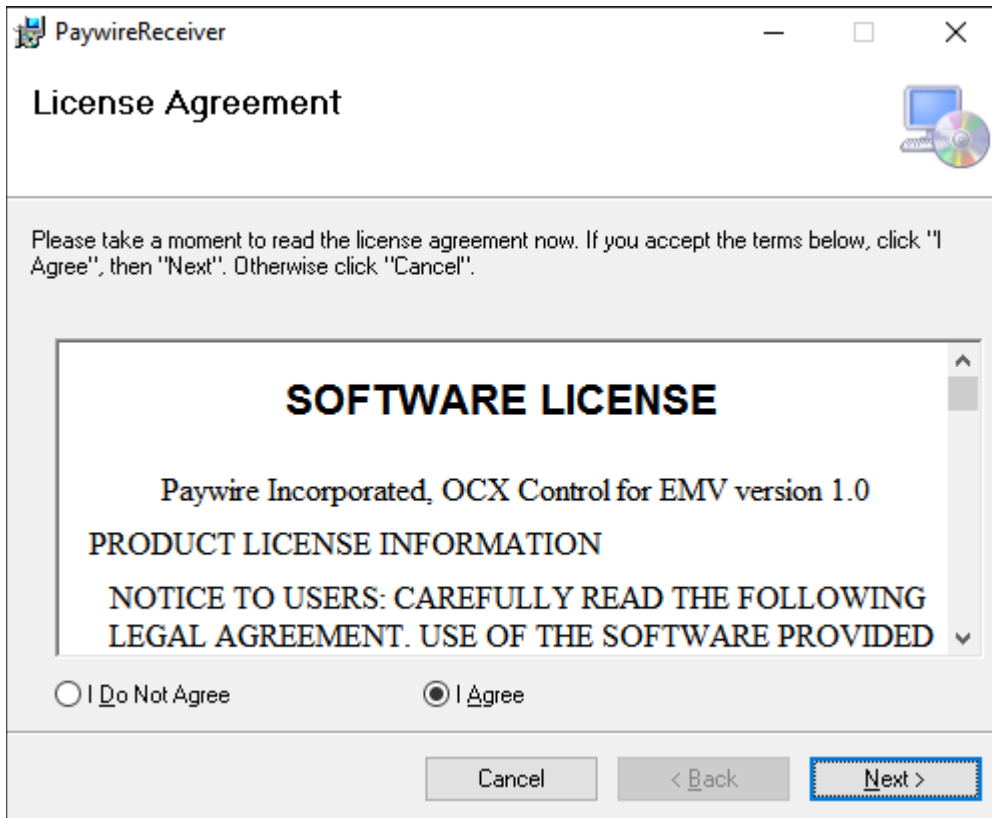 PaywireReceiver
License Agreement
Please take a moment to read the license agreement now. If you accept the terms below, click "I
Agree", then "Next". Otherwise click "Cancel".
SOFTWARE LICENSE
Paywire Incorporated, OCX Control for EMV version 1.0
PRODUCT LICENSE INFORMATION
NOTICE TO USERS: CAREFULLY READ THE FOLLOWING
LEGAL AGREEMENT. USE OF THE SOFTWARE PROVIDED
I Do Not Agree
I Agree
Cancel
< Back
Next >